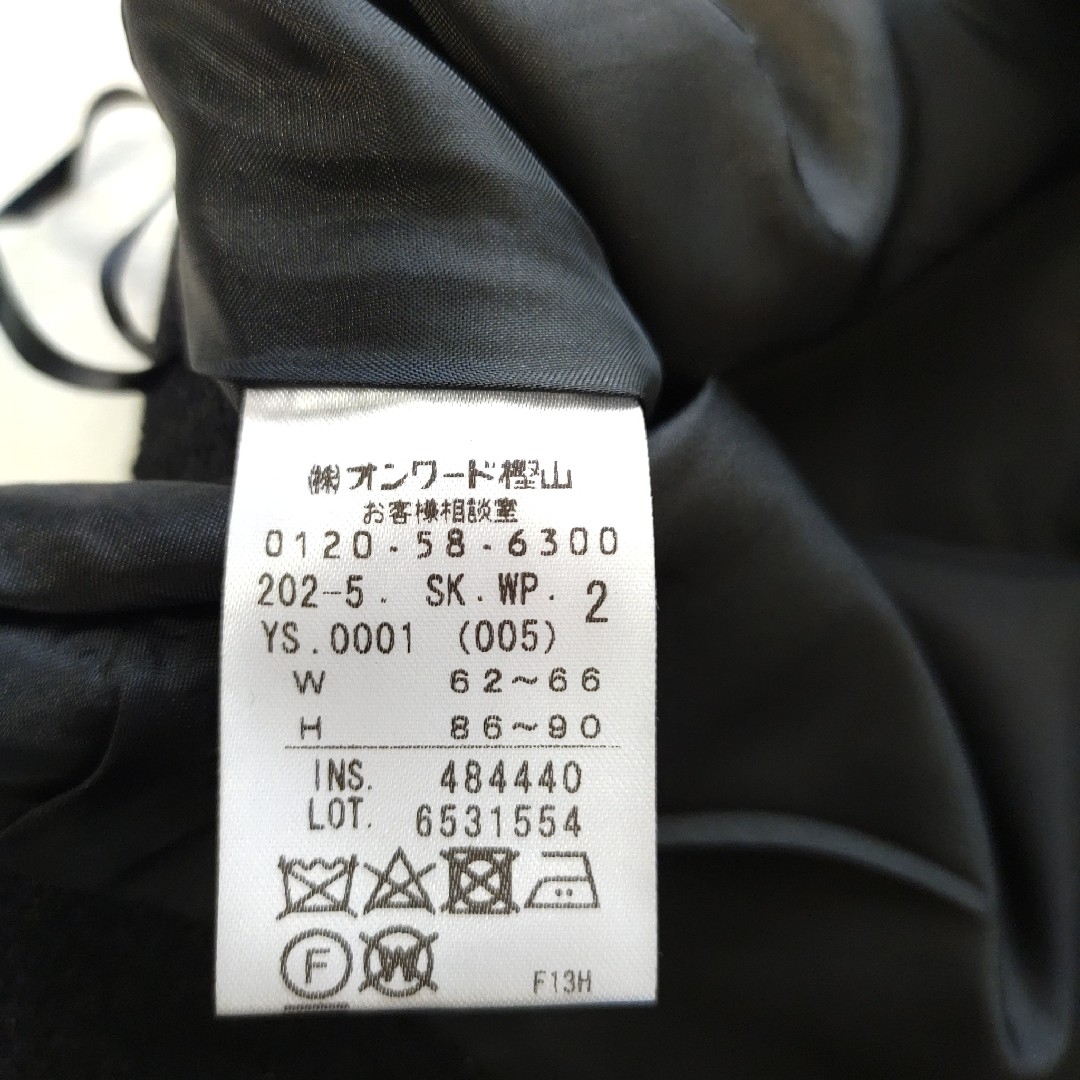 ㈱オンワード樫山
お客様相談室
0120-58-6300
202-5. SK.WP. 2
YS.0001 (005)
W 62~66
H 86~90
INS. 484440
LOT. 6531554
F W
F13H